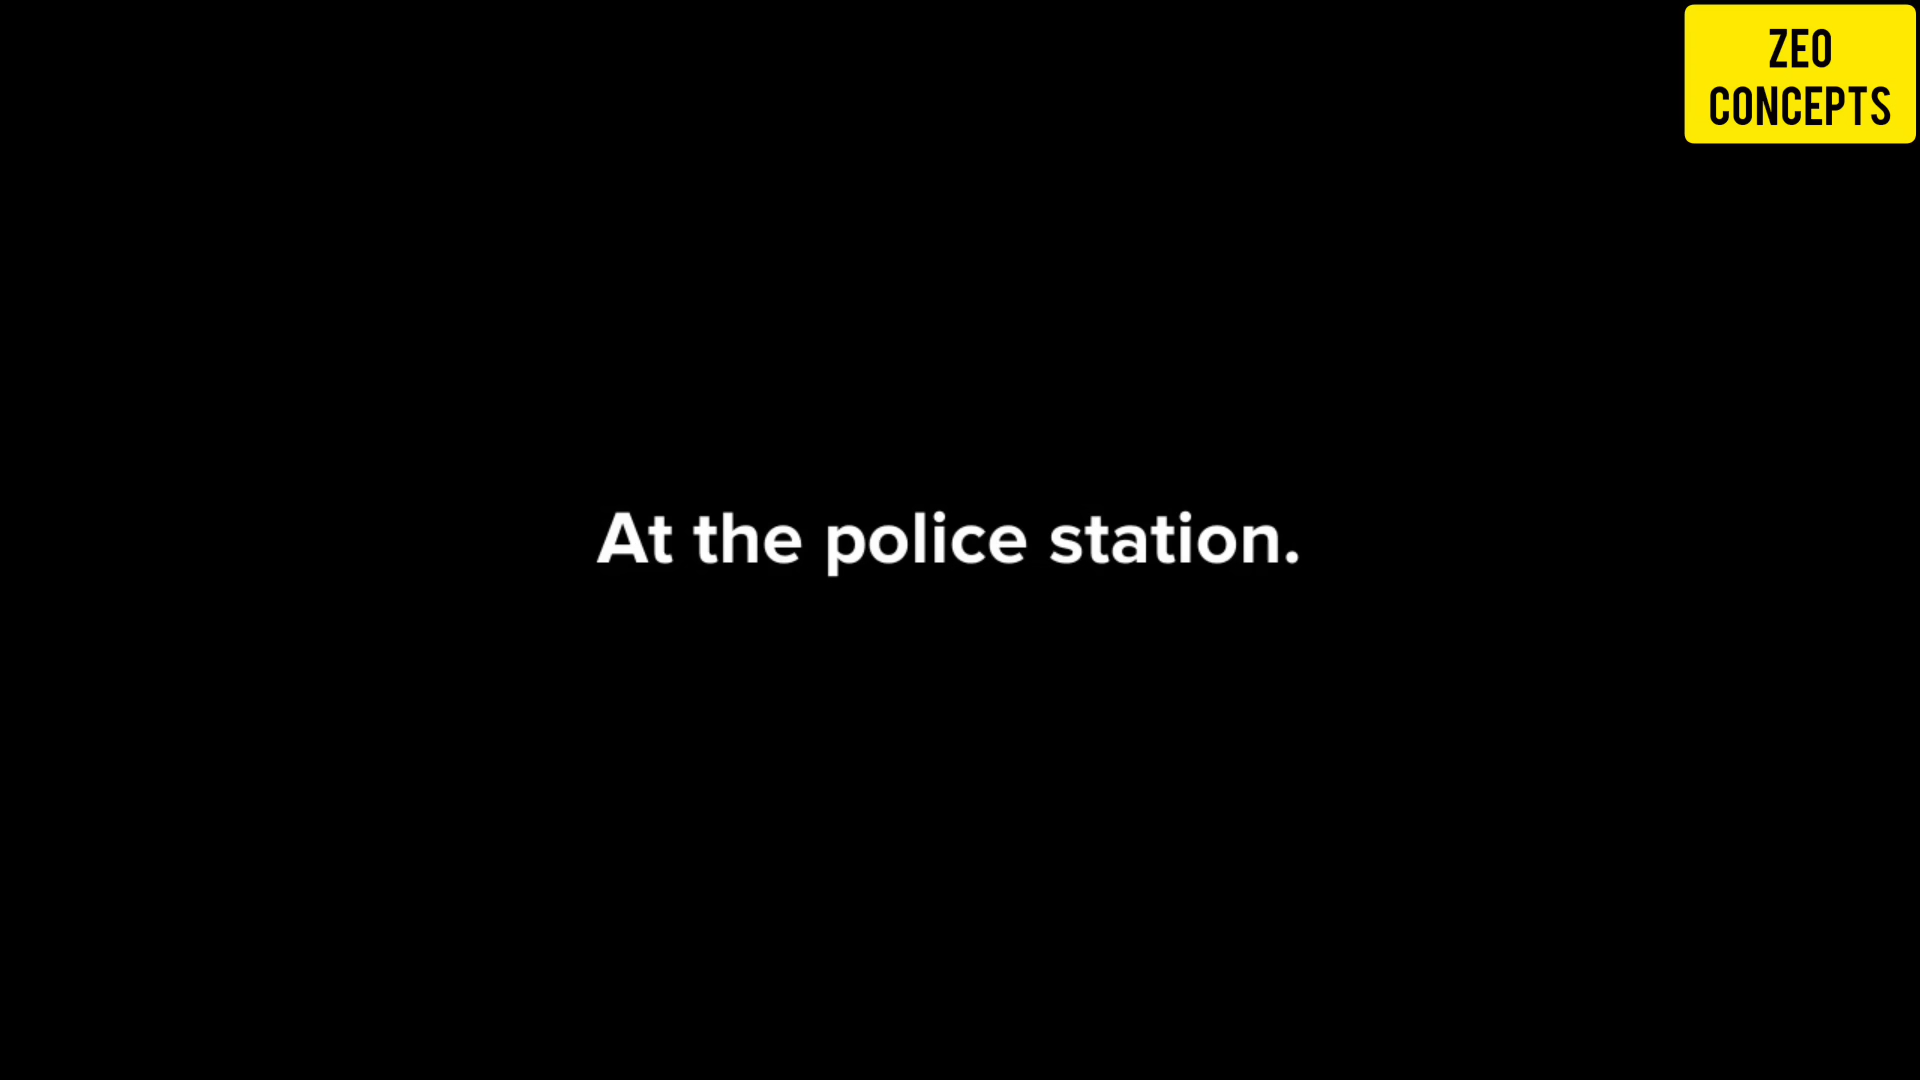 ZEO
CONCEPTS
At the police station.